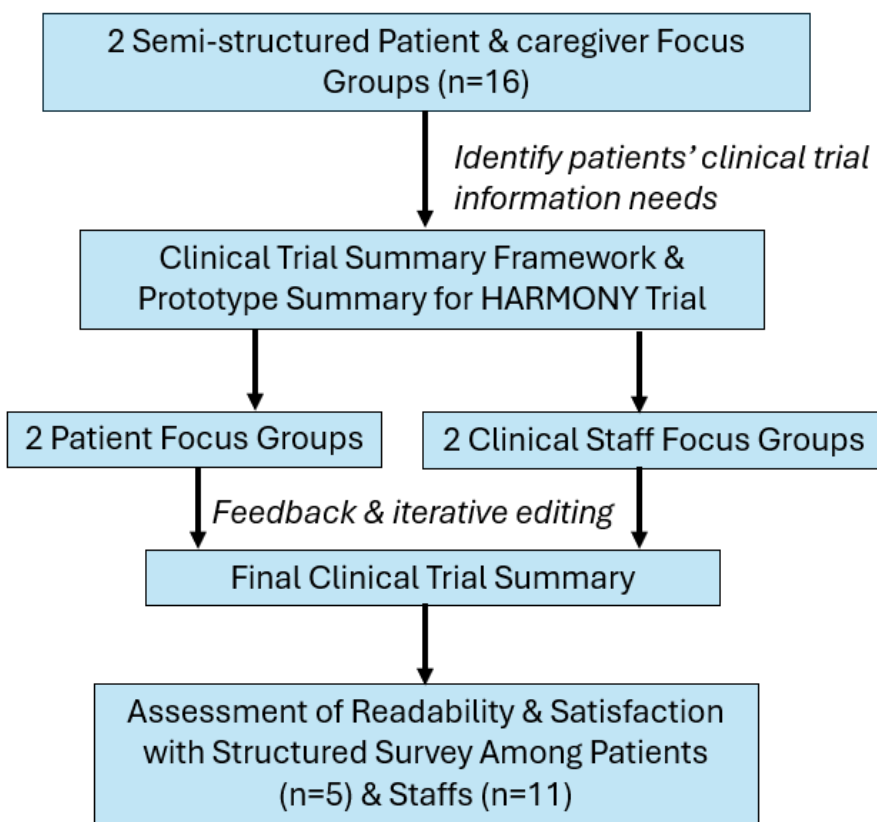 2 Semi-structured Patient & caregiver Focus
Groups (n=16)
Identify patients’ clinical trial
information needs
Clinical Trial Summary Framework &
Prototype Summary for HARMONY Trial
2 Patient Focus Groups
2 Clinical Staff Focus Groups
Feedback & iterative editing
Final Clinical Trial Summary
Assessment of Readability & Satisfaction
with Structured Survey Among Patients
(n=5) & Staffs (n=11)